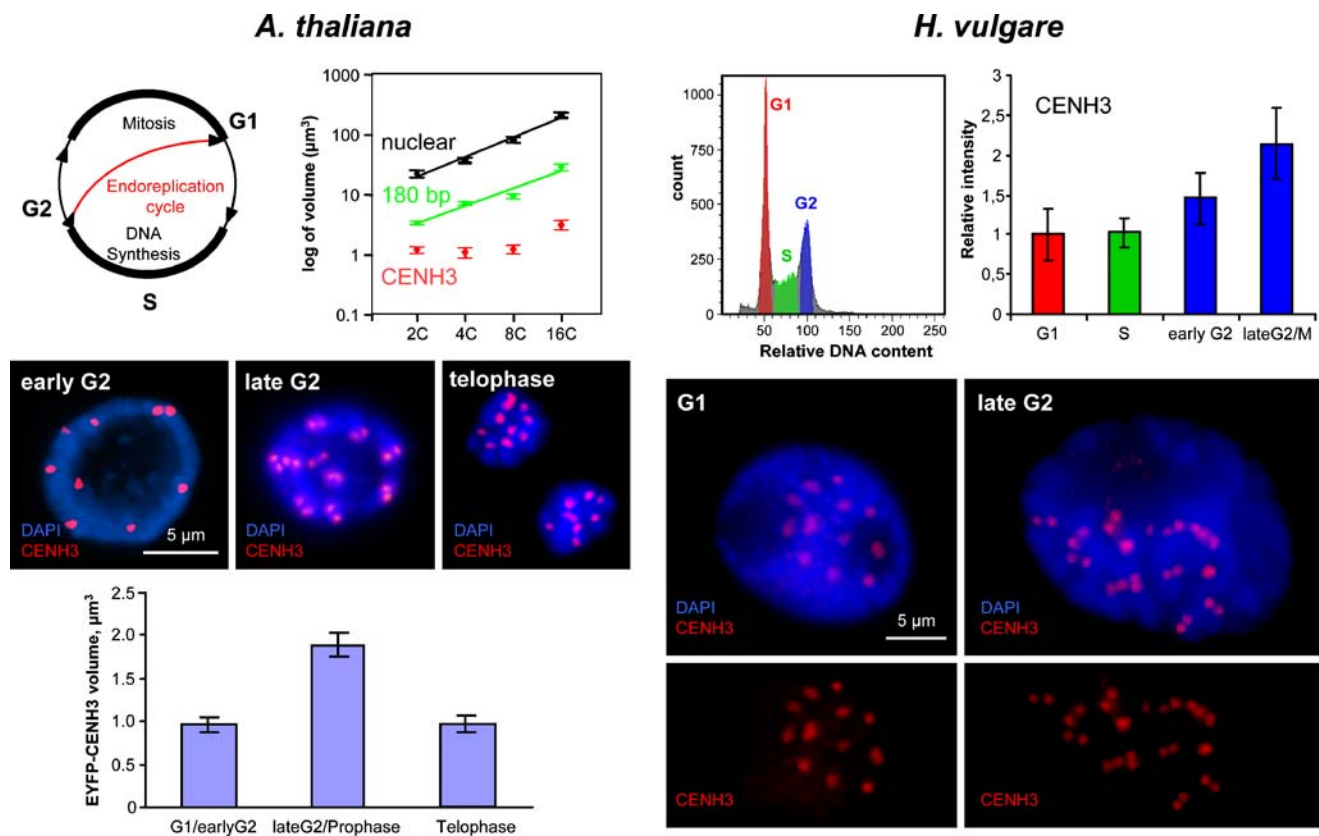 A. thaliana
H. vulgare
Mitosis
G1
Endoreplication
cycle
G2
DNA
Synthesis
S
log of volume (µm³)
1000
100
10
1
0.1
nuclear
180 bp
CENH3
2C 4C 8C 16C
count
1000
750
500
250
0
G1
S
G2
50 100 150 200 250
Relative DNA content
Relative intensity
3
2,5
2
1,5
1
0,5
0
CENH3
G1 S early G2 lateG2/M
early G2
DAPI
CENH3
5 µm
late G2
DAPI
CENH3
telophase
DAPI
CENH3
G1
DAPI
CENH3
5 µm
late G2
DAPI
CENH3
CENH3
CENH3
EYFP-CENH3 volume, µm³
2.5
2.0
1.5
1.0
0.5
0
G1/earlyG2 lateG2/Prophase Telophase